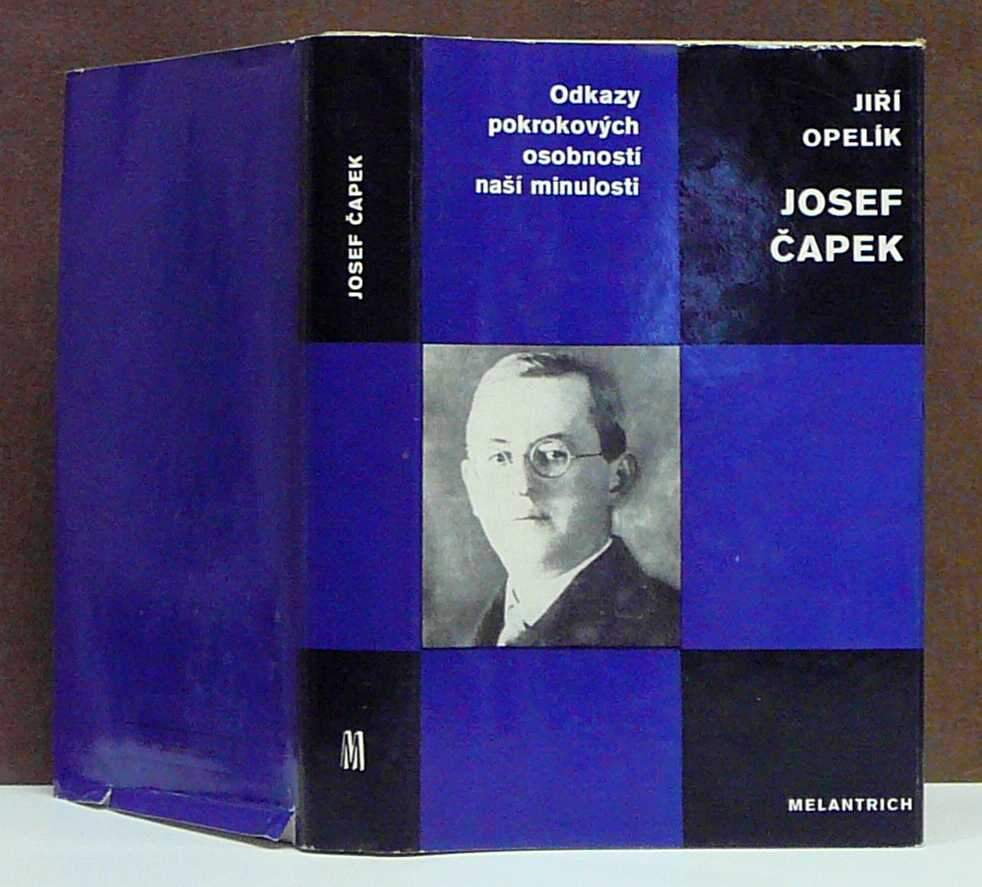 JOSEF ČAPEK
M
Odkazy
pokrokových
osobností
naší minulosti
JIŘÍ
OPELÍK
JOSEF
ČAPEK
MELANTRICH